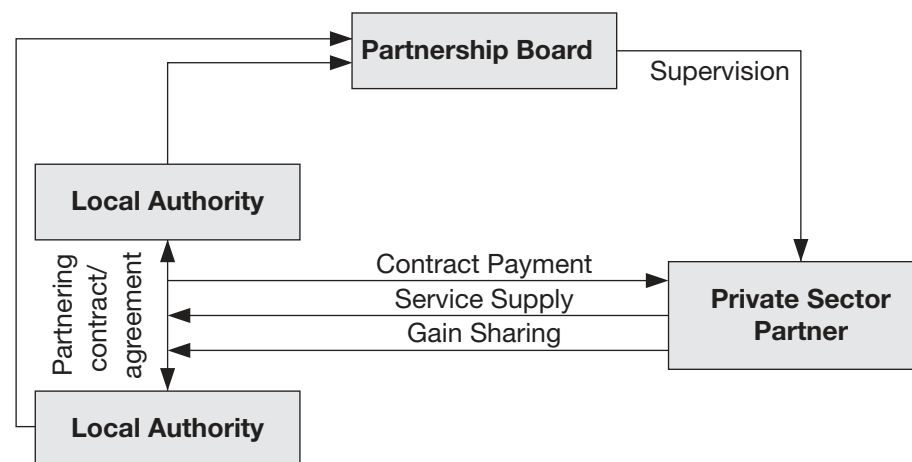 Partnership Board
Supervision
Local Authority
Partnering
contract/
agreement
Contract Payment
Service Supply
Gain Sharing
Private Sector
Partner
Local Authority